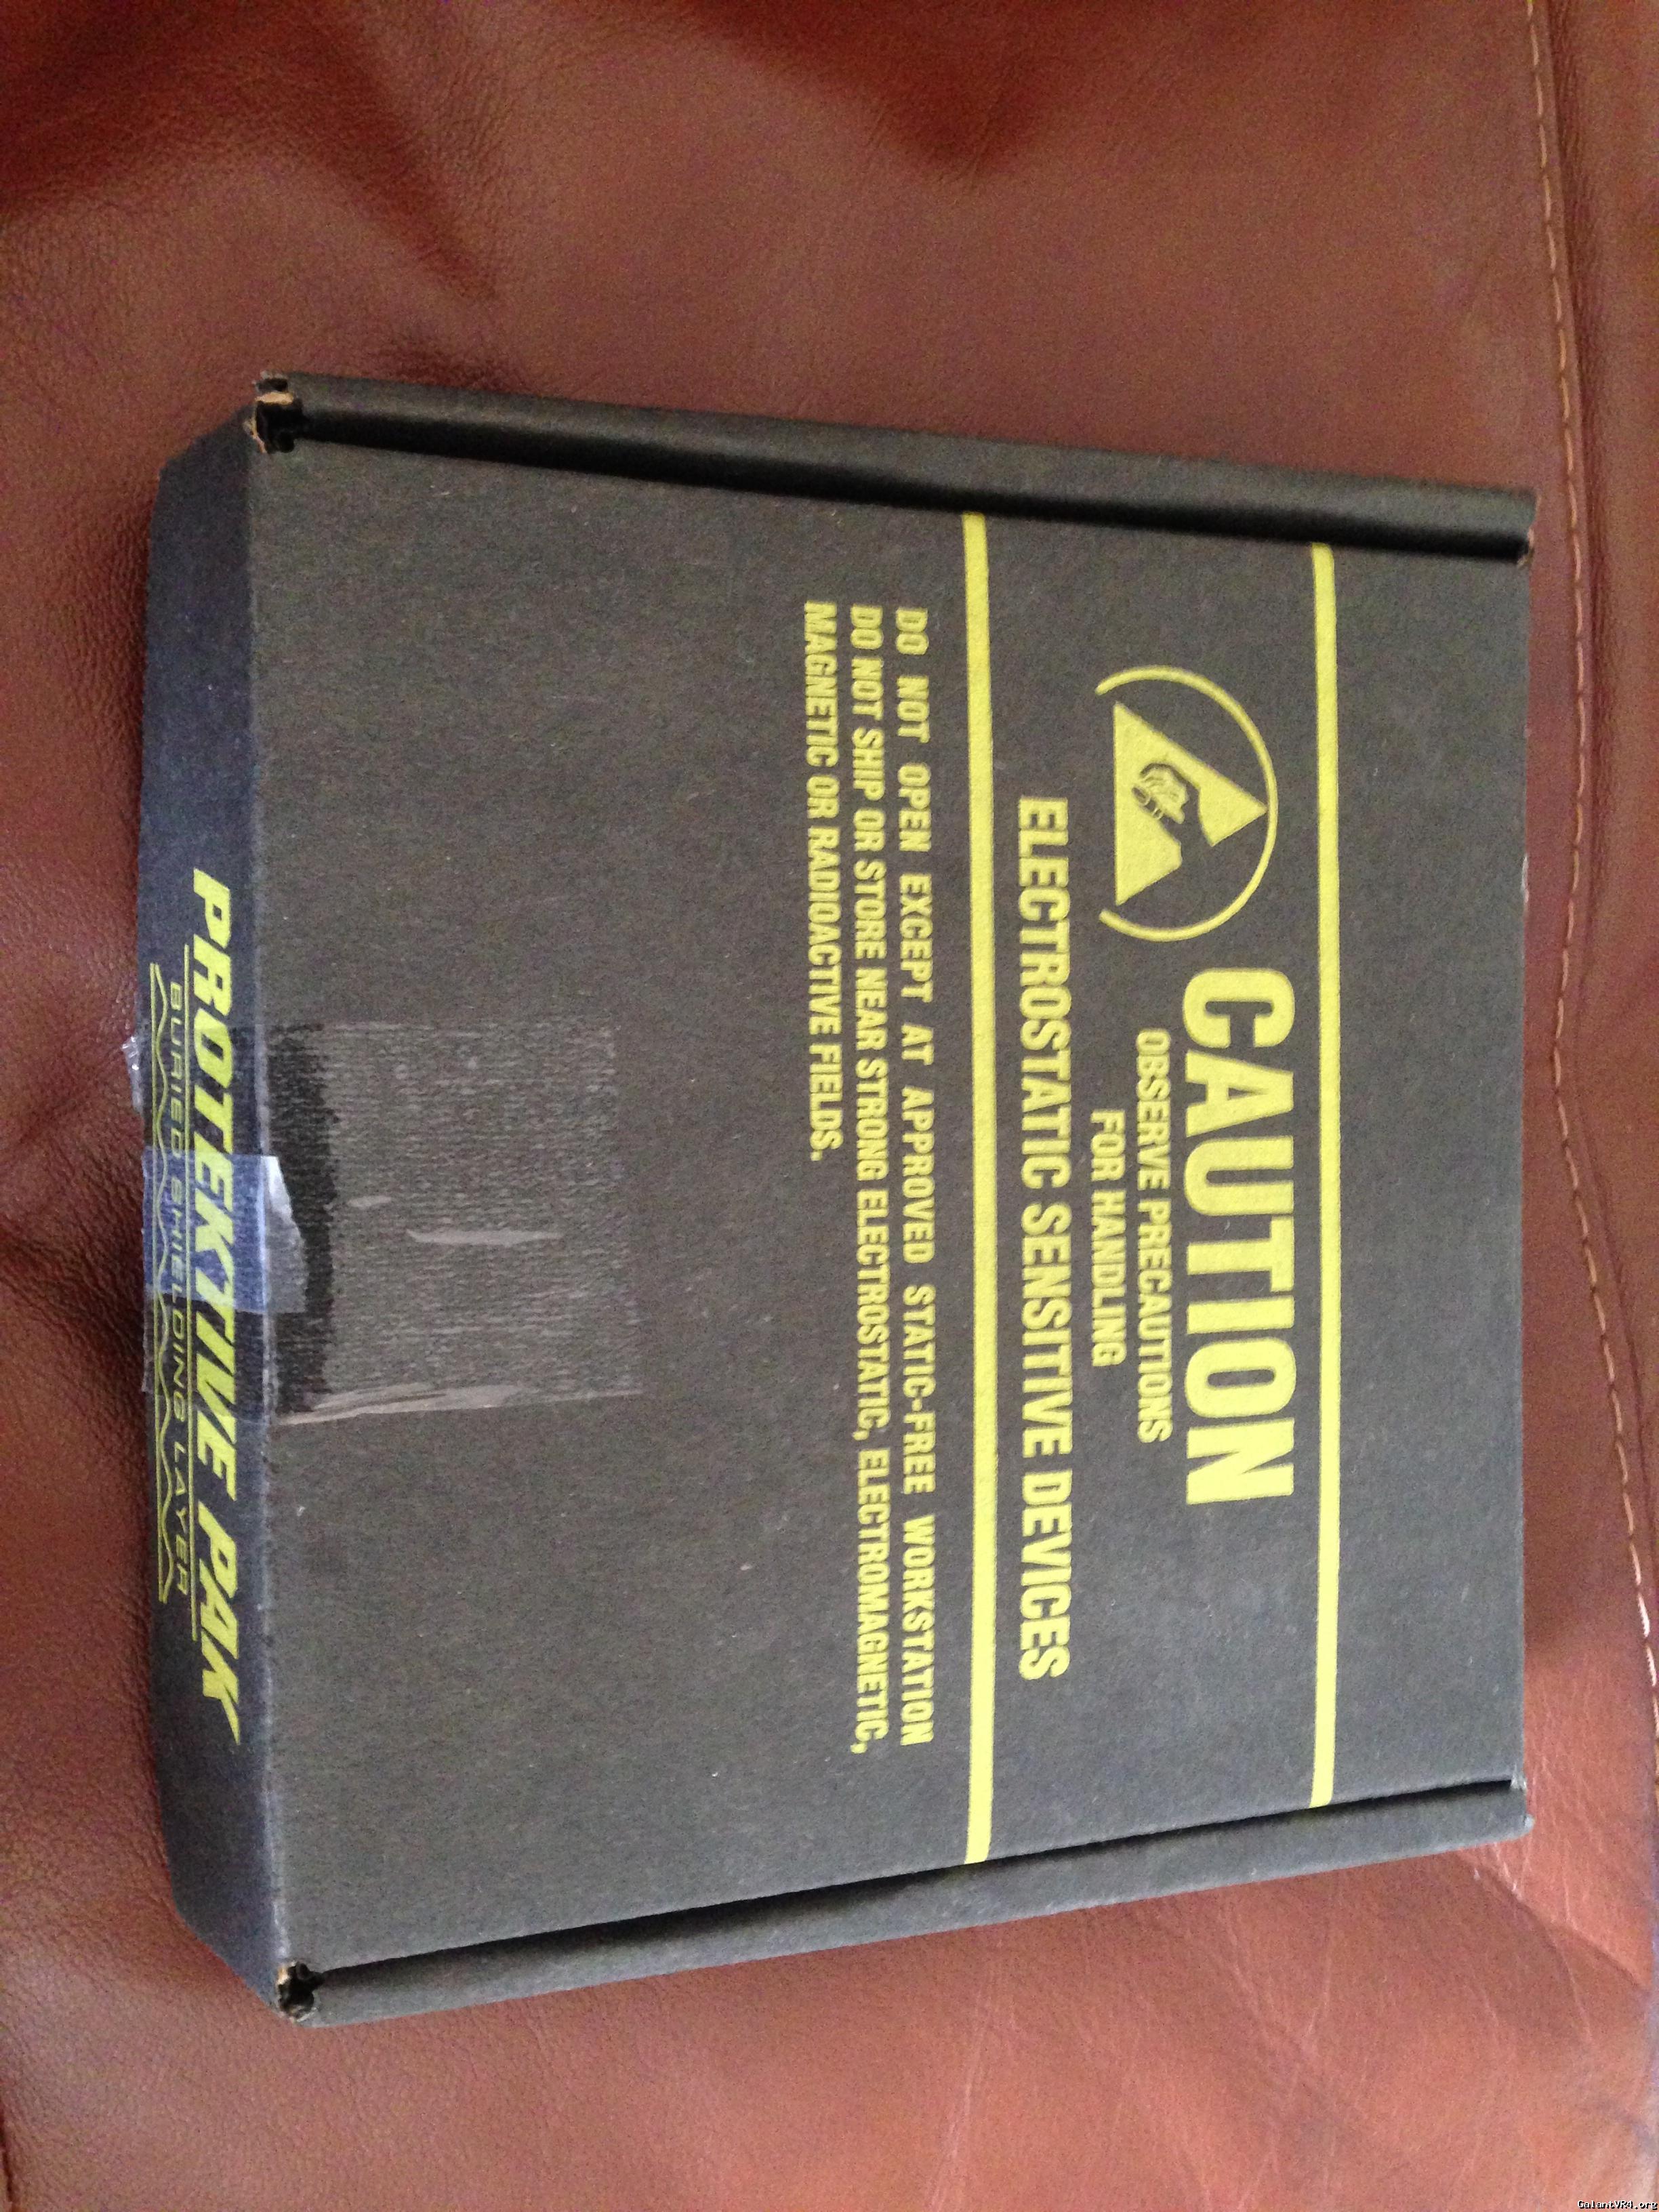 CAUTION
OBSERVE PRECAUTIONS
FOR HANDLING
ELECTROSTATIC SENSITIVE DEVICES
DO NOT OPEN EXCEPT AT APPROVED STATIC-FREE WORKSTATION
DO NOT SHIP OR STORE NEAR STRONG ELECTROSTATIC, ELECTROMAGNETIC,
MAGNETIC OR RADIOACTIVE FIELDS.
PROTEKTIVE PAK
BURIED SHIELDING LAYER
GalantVR4.org